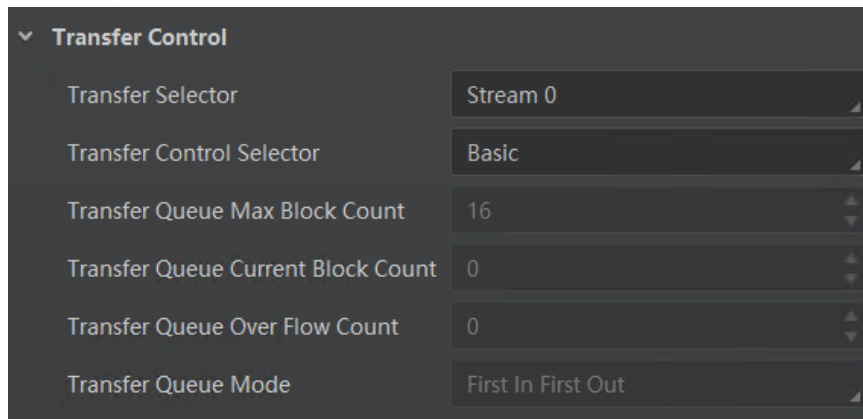 Transfer Control
Transfer Selector Stream 0
Transfer Control Selector Basic
Transfer Queue Max Block Count 16
Transfer Queue Current Block Count 0
Transfer Queue Over Flow Count 0
Transfer Queue Mode First In First Out